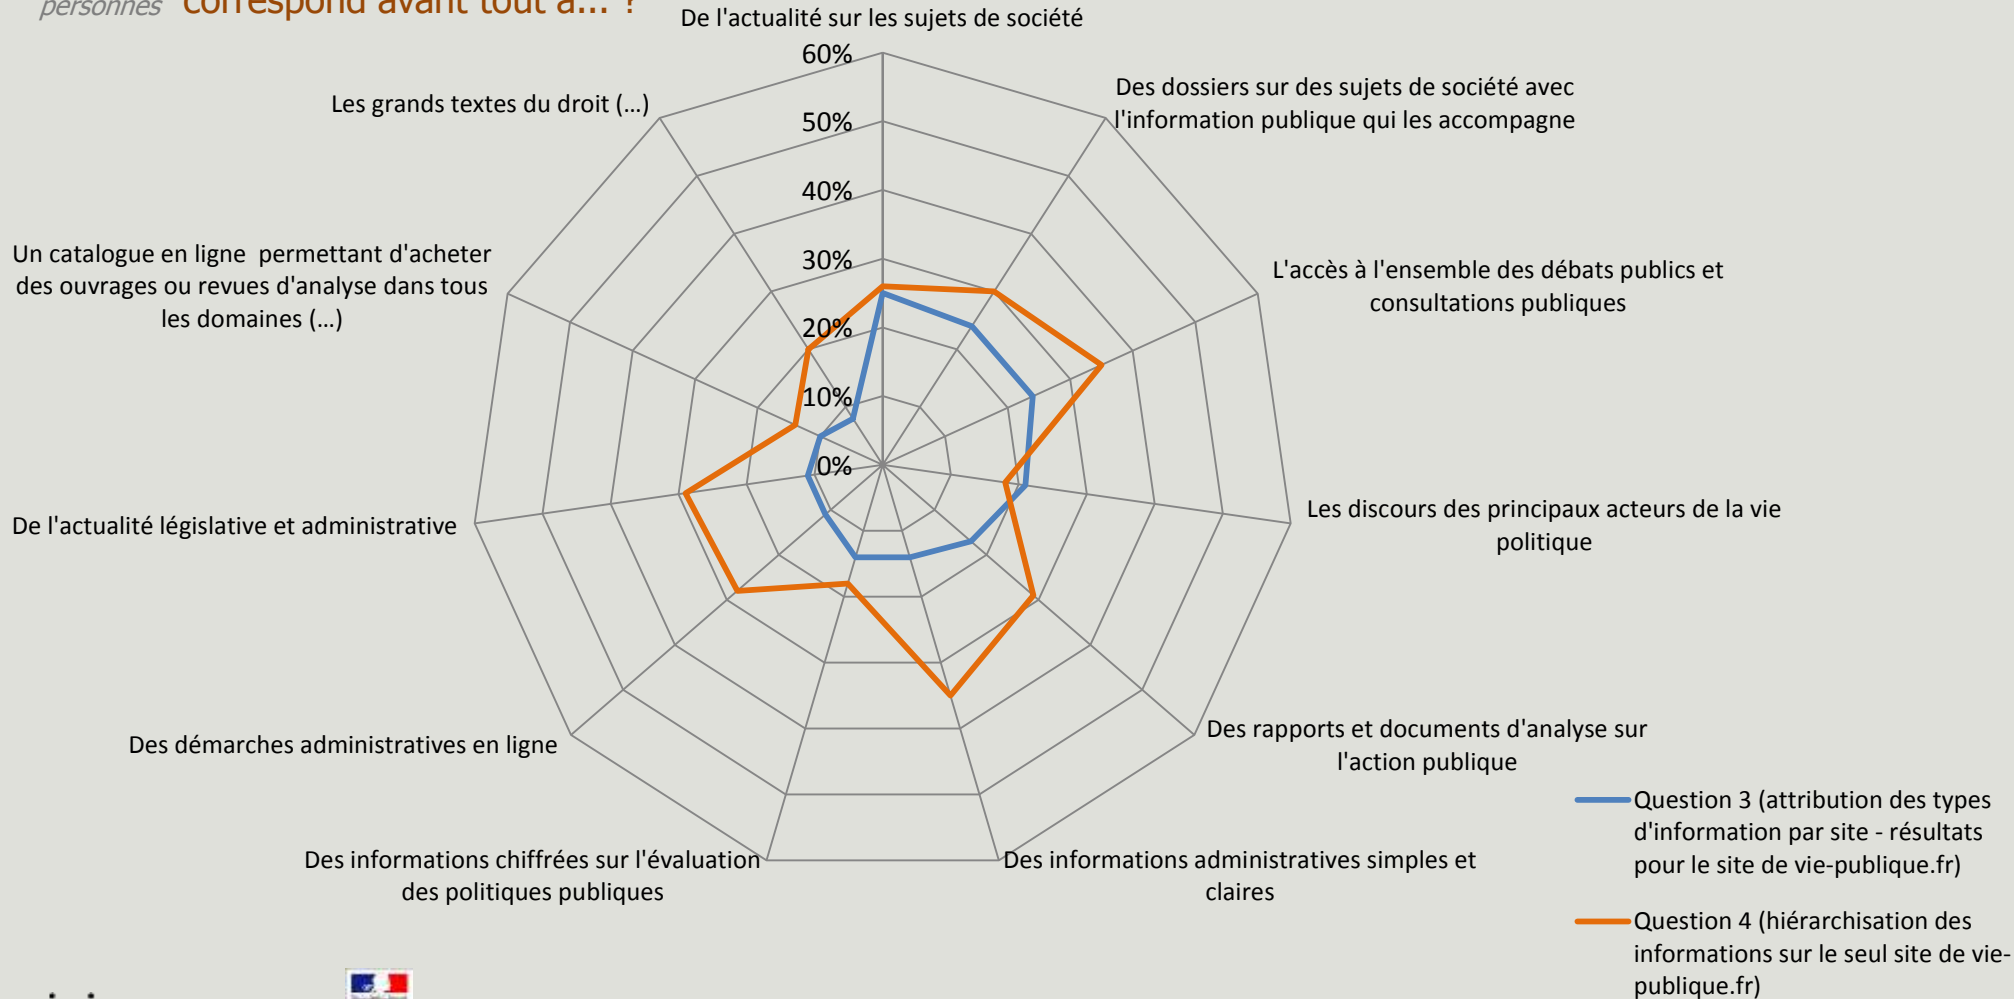 personnes correspond avant tout à... ?
De l'actualité sur les sujets de société
60%
50%
40%
30%
20%
10%
0%
Des dossiers sur des sujets de société avec
l'information publique qui les accompagne
L'accès à l'ensemble des débats publics et
consultations publiques
Les discours des principaux acteurs de la vie
politique
Des rapports et documents d'analyse sur
l'action publique
Des informations administratives simples et
claires
Des informations chiffrées sur l'évaluation
des politiques publiques
Des démarches administratives en ligne
De l'actualité législative et administrative
Un catalogue en ligne  permettant d'acheter
des ouvrages ou revues d'analyse dans tous
les domaines (…)
Les grands textes du droit (…)
Question 3 (attribution des types
d'information par site - résultats
pour le site de vie-publique.fr)
Question 4 (hiérarchisation des
informations sur le seul site de vie-
publique.fr)